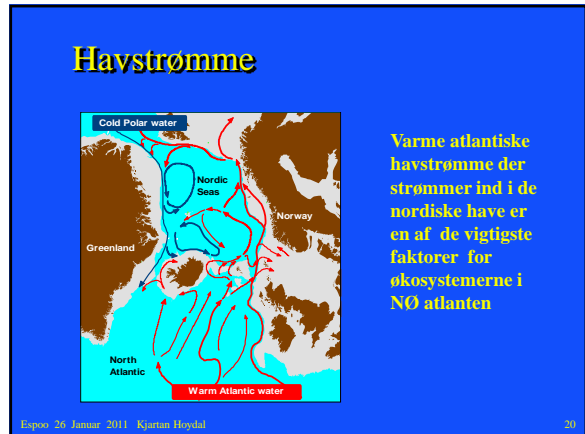 Havstrømme
Cold Polar water
Nordic
Seas
Norway
Greenland
North
Atlantic
Warm Atlantic water
Varme atlantiske
havstrømme der
strømmer ind i de
nordiske have er
en af de vigtigste
faktorer for
økosystemerne i
NØ atlanten
Espoo 26 Januar 2011 Kjartan Hoydal
20